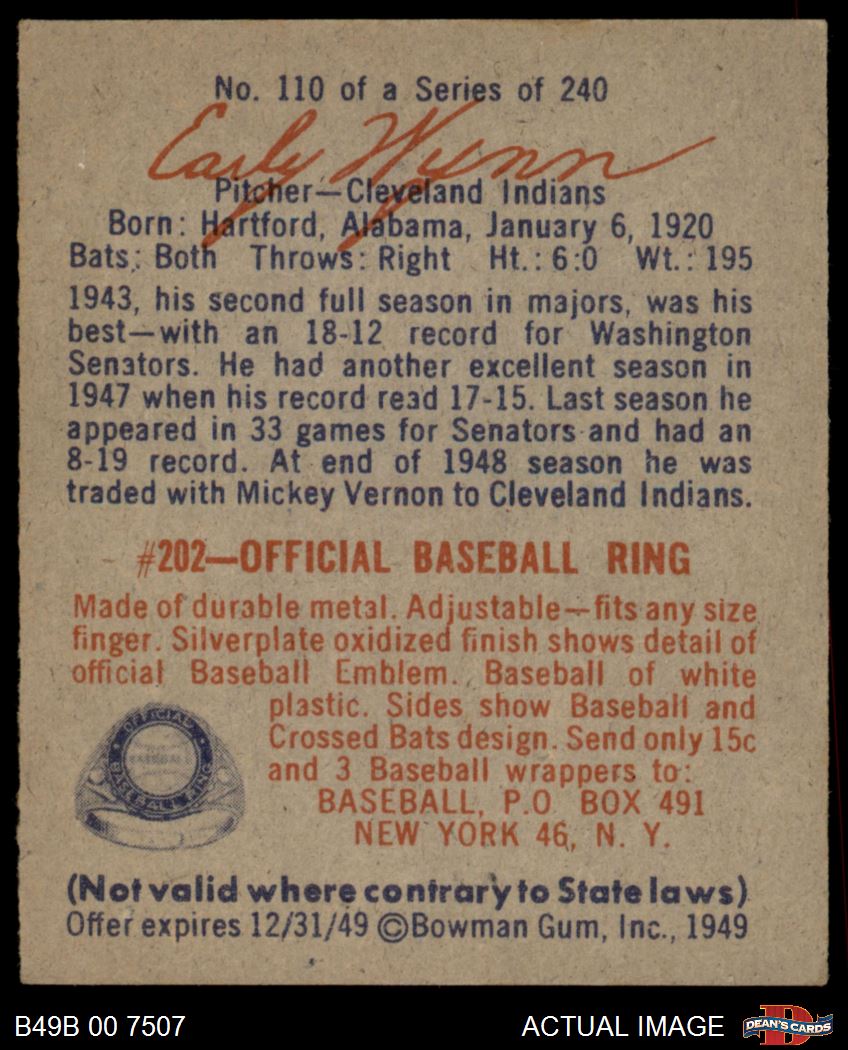 No. 110 of a Series of 240
Early Wynn
Pitcher—Cleveland Indians
Born: Hartford, Alabama, January 6, 1920
Bats: Both Throws: Right Ht.: 6:0 Wt.: 195
1943, his second full season in majors, was his
best—with an 18-12 record for Washington
Senators. He had another excellent season in
1947 when his record read 17-15. Last season he
appeared in 33 games for Senators and had an
8-19 record. At end of 1948 season he was
traded with Mickey Vernon to Cleveland Indians.
#202—OFFICIAL BASEBALL RING
Made of durable metal. Adjustable—fits any size
finger. Silverplate oxidized finish shows detail of
official Baseball Emblem. Baseball of white
plastic. Sides show Baseball and
Crossed Bats design. Send only 15c
and 3 Baseball wrappers to:
BASEBALL, P.O. BOX 491
NEW YORK 46, N. Y.
OFFICIAL
BASEBALL RING
(Not valid where contrary to State laws)
Offer expires 12/31/49 ©Bowman Gum, Inc., 1949
B49B 00 7507
ACTUAL IMAGE
DEAN'S CARDS